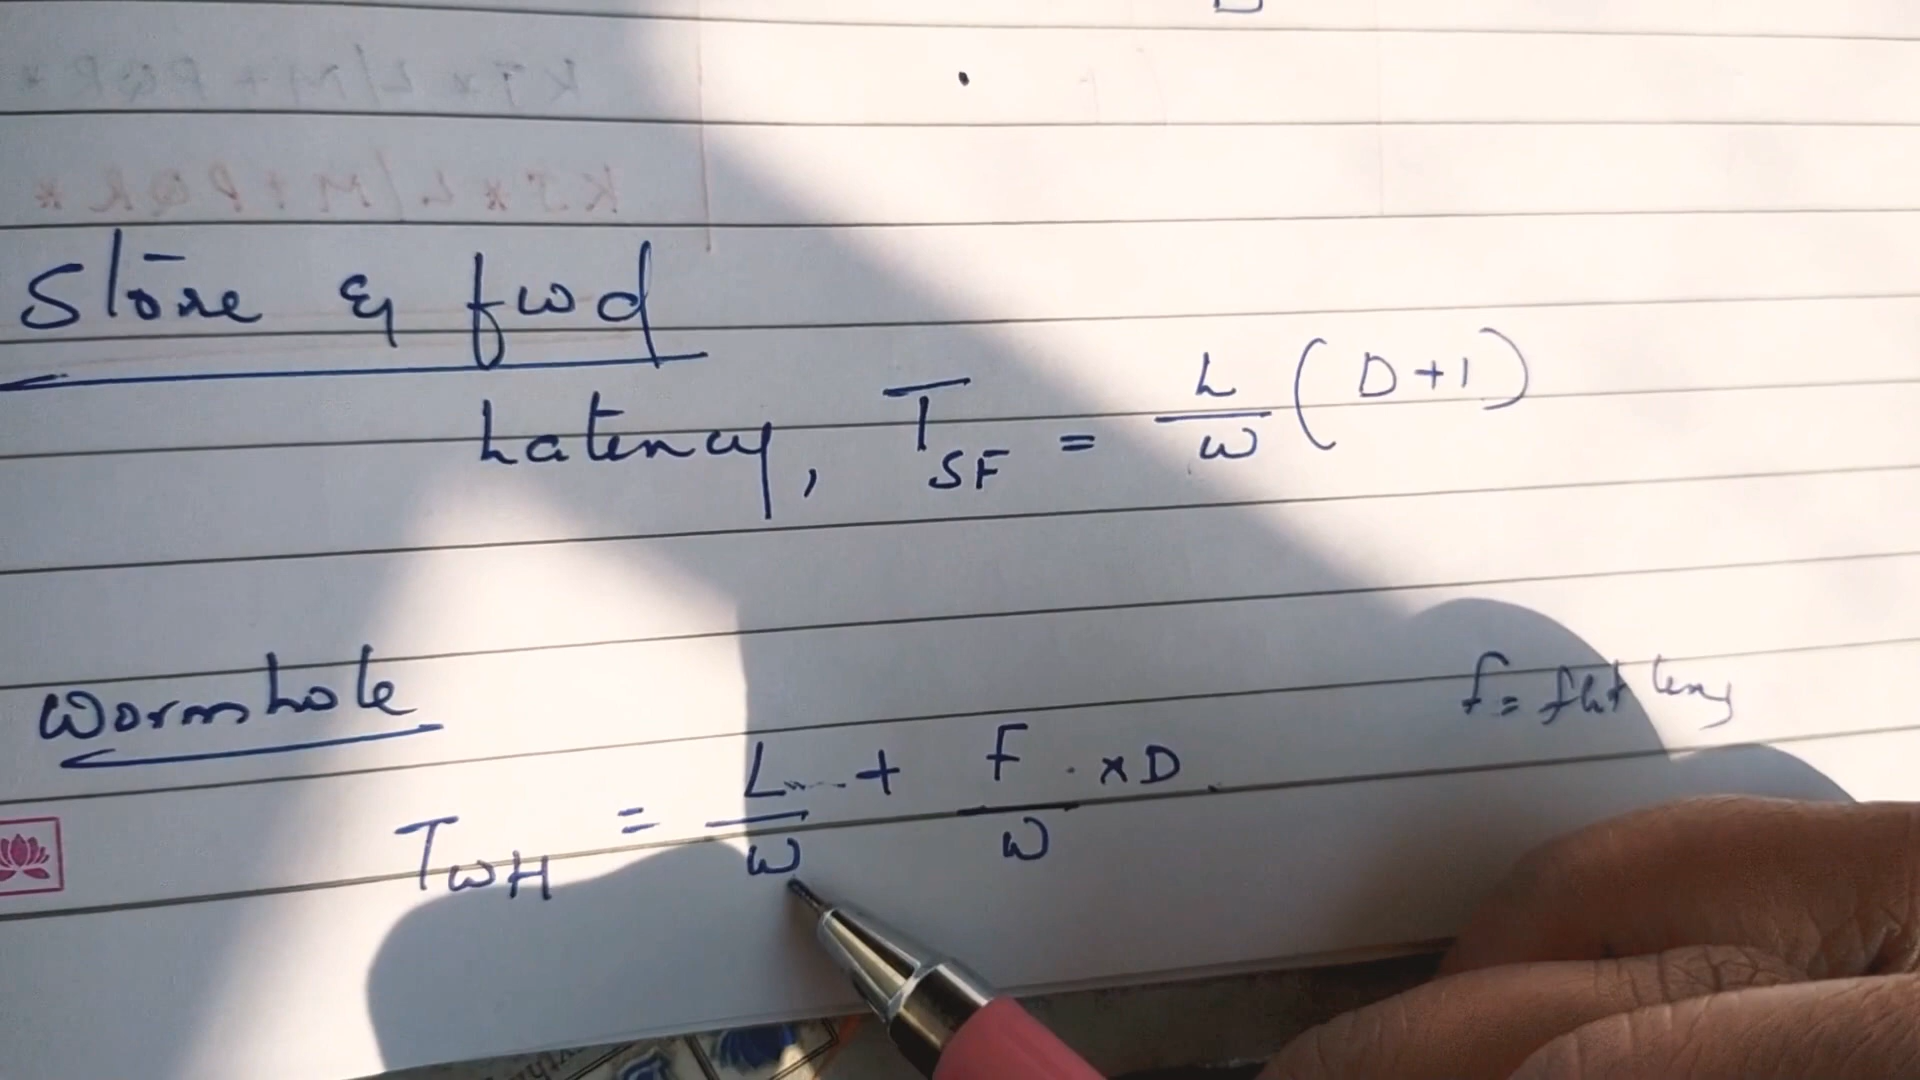 Store & fwd
Latency, T_SF = L/w (D+1)
Wormhole
F = flit leng
T_WH = L/w + F/w × D